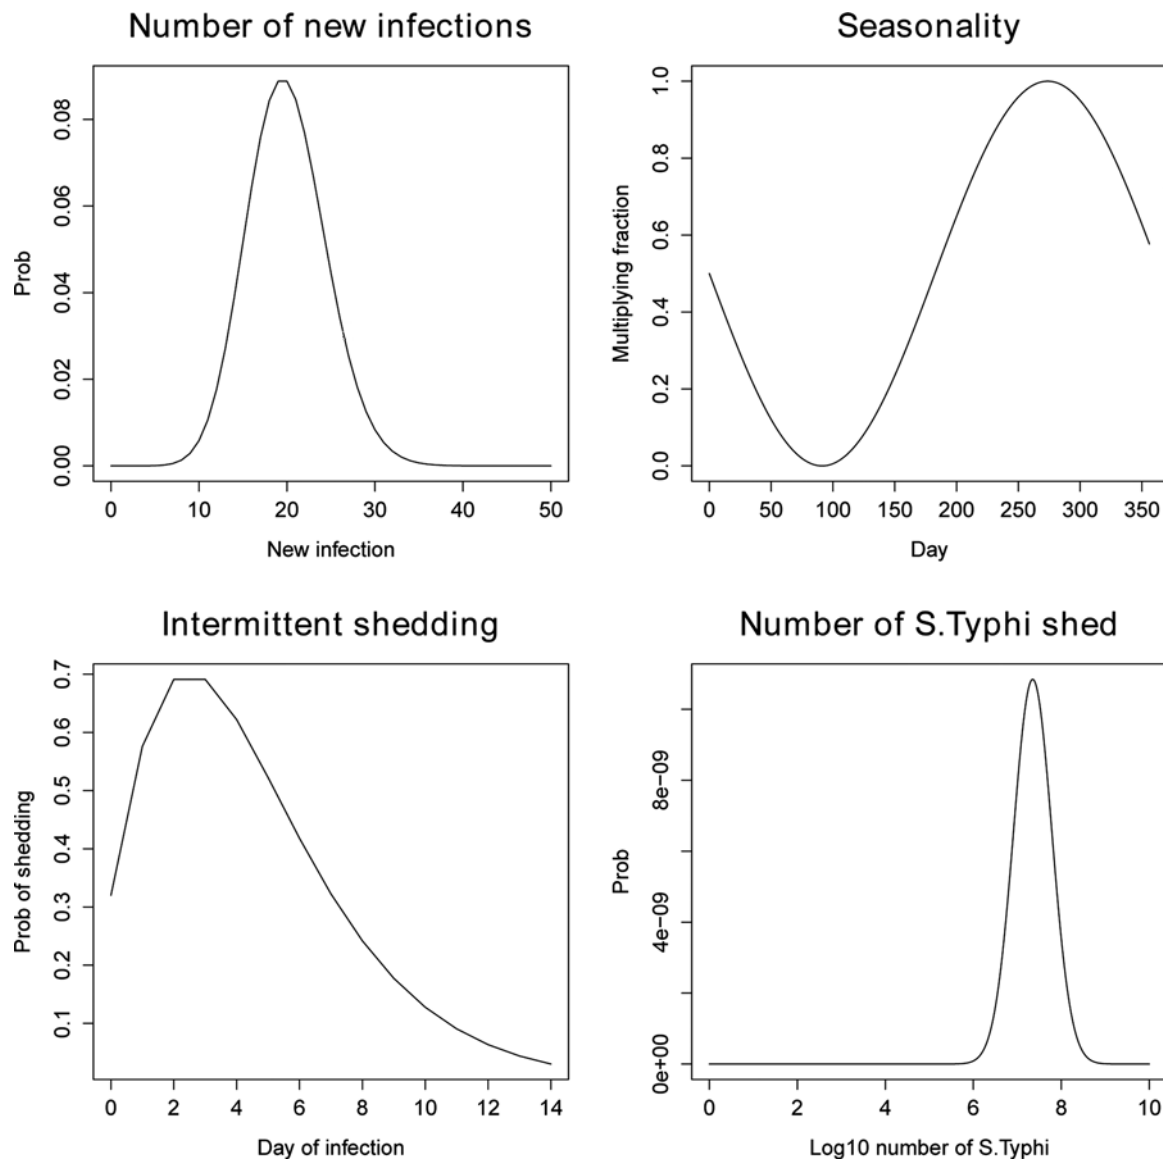 Number of new infections
Prob
0.00 0.02 0.04 0.06 0.08
0 10 20 30 40 50
New infection
Seasonality
Multiplying fraction
0.0 0.2 0.4 0.6 0.8 1.0
0 50 100 150 200 250 300 350
Day
Intermittent shedding
Prob of shedding
0.1 0.2 0.3 0.4 0.5 0.6 0.7
0 2 4 6 8 10 12 14
Day of infection
Number of S.Typhi shed
Prob
0e+00 4e-09 8e-09
0 2 4 6 8 10
Log10 number of S.Typhi